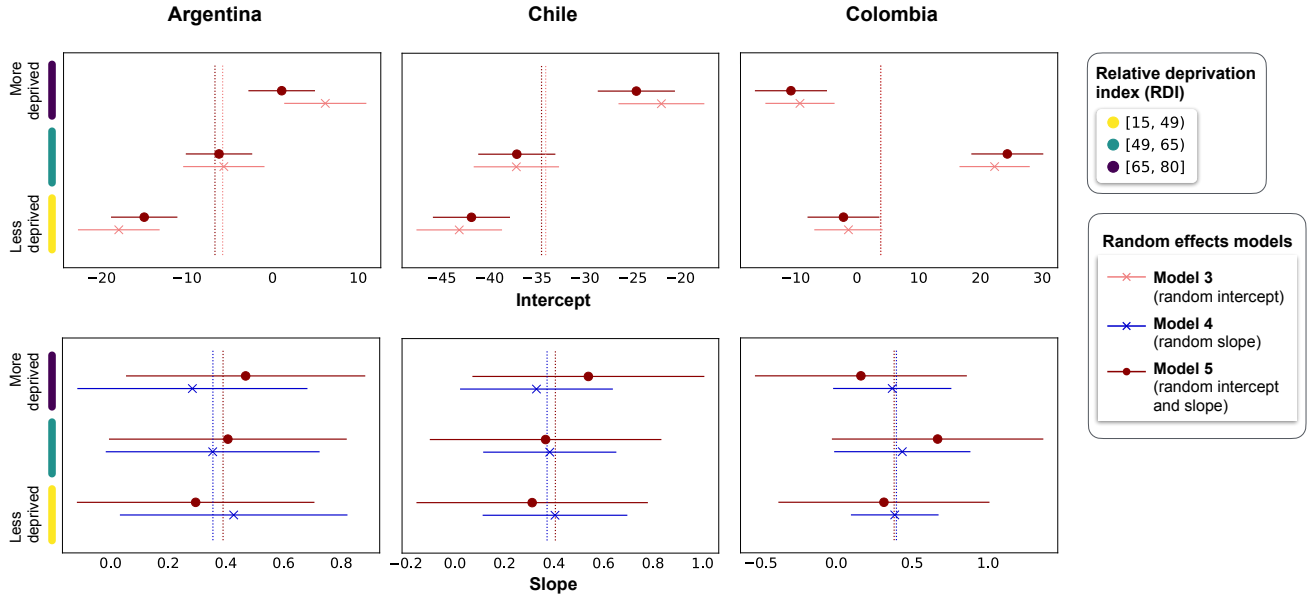 Argentina
Chile
Colombia
More
deprived
Less
deprived
−20
−10
0
10
−45
−40
−35
−30
−25
−20
−10
0
10
20
30
Intercept
More
deprived
Less
deprived
0.0
0.2
0.4
0.6
0.8
−0.2
0.0
0.2
0.4
0.6
0.8
1.0
−0.5
0.0
0.5
1.0
Slope
Relative deprivation
index (RDI)
[15, 49)
[49, 65)
[65, 80]
Random effects models
Model 3
(random intercept)
Model 4
(random slope)
Model 5
(random intercept
and slope)